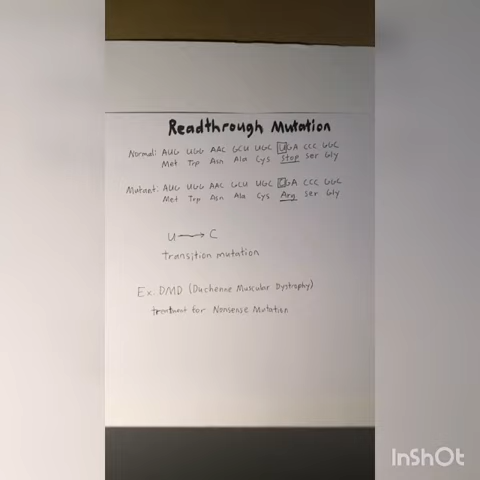 Readthrough Mutation
Normal: AUG UGG AAC GCU UGC UGA CCC GGC
Met Trp Asn Ala Cys Stop Ser Gly
Mutant: AUG UGG AAC GCU UGC CGA CCC GGC
Met Trp Asn Ala Cys Arg Ser Gly
U → C
transition mutation
Ex. DMD (Duchenne Muscular Dystrophy)
treatment for Nonsense Mutation
InShOt